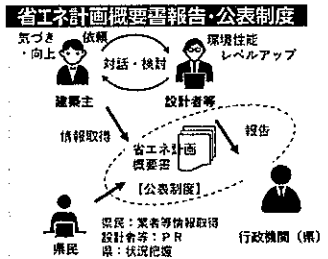 省エネ計画概要書報告・公表制度
気づき
・向上
依頼
環境性能
レベルアップ
対話・検討
建築主
設計者等
情報取得
報告
省エネ計画
概要書
【公表制度】
県民
県民：業者等情報取得
設計者等：ＰＲ
県：状況把握
行政機関（県）